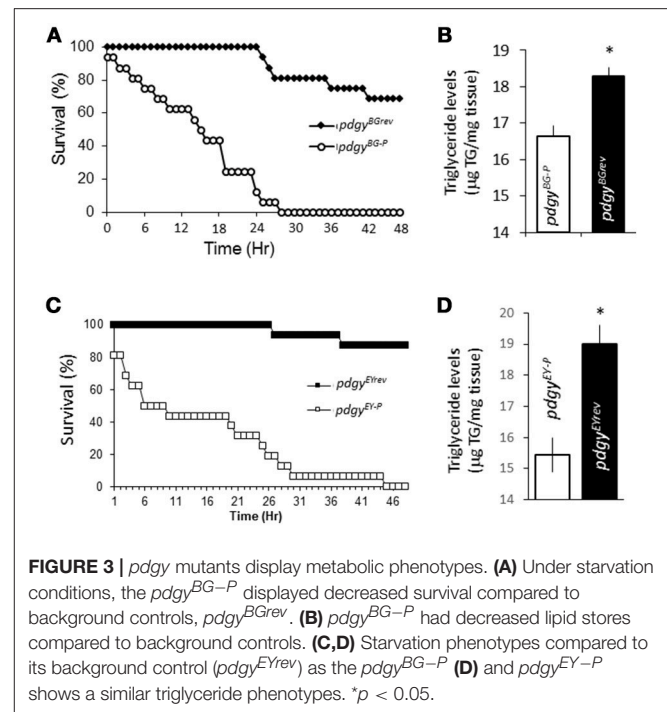 A
Survival (%)
100
80
60
40
20
0
pdgy^BGrev
pdgy^BG-P
0 6 12 18 24 30 36 42 48
Time (Hr)
B
Triglyceride levels
(µg TG/mg tissue)
19
18
17
16
15
14
*
pdgy^BG-P
pdgy^BGrev
C
Survival (%)
100
80
60
40
20
0
pdgy^EYrev
pdgy^EY-P
1 6 11 16 21 26 31 36 41 46
Time (Hr)
D
Triglyceride levels
(µg TG/mg tissue)
20
19
18
17
16
15
14
*
pdgy^EY-P
pdgy^EYrev
FIGURE 3 | pdgy mutants display metabolic phenotypes. (A) Under starvation
conditions, the pdgy^BG−P displayed decreased survival compared to
background controls, pdgy^BGrev. (B) pdgy^BG−P had decreased lipid stores
compared to background controls. (C,D) Starvation phenotypes compared to
its background control (pdgy^EYrev) as the pdgy^BG−P (D) and pdgy^EY−P
shows a similar triglyceride phenotypes. *p < 0.05.